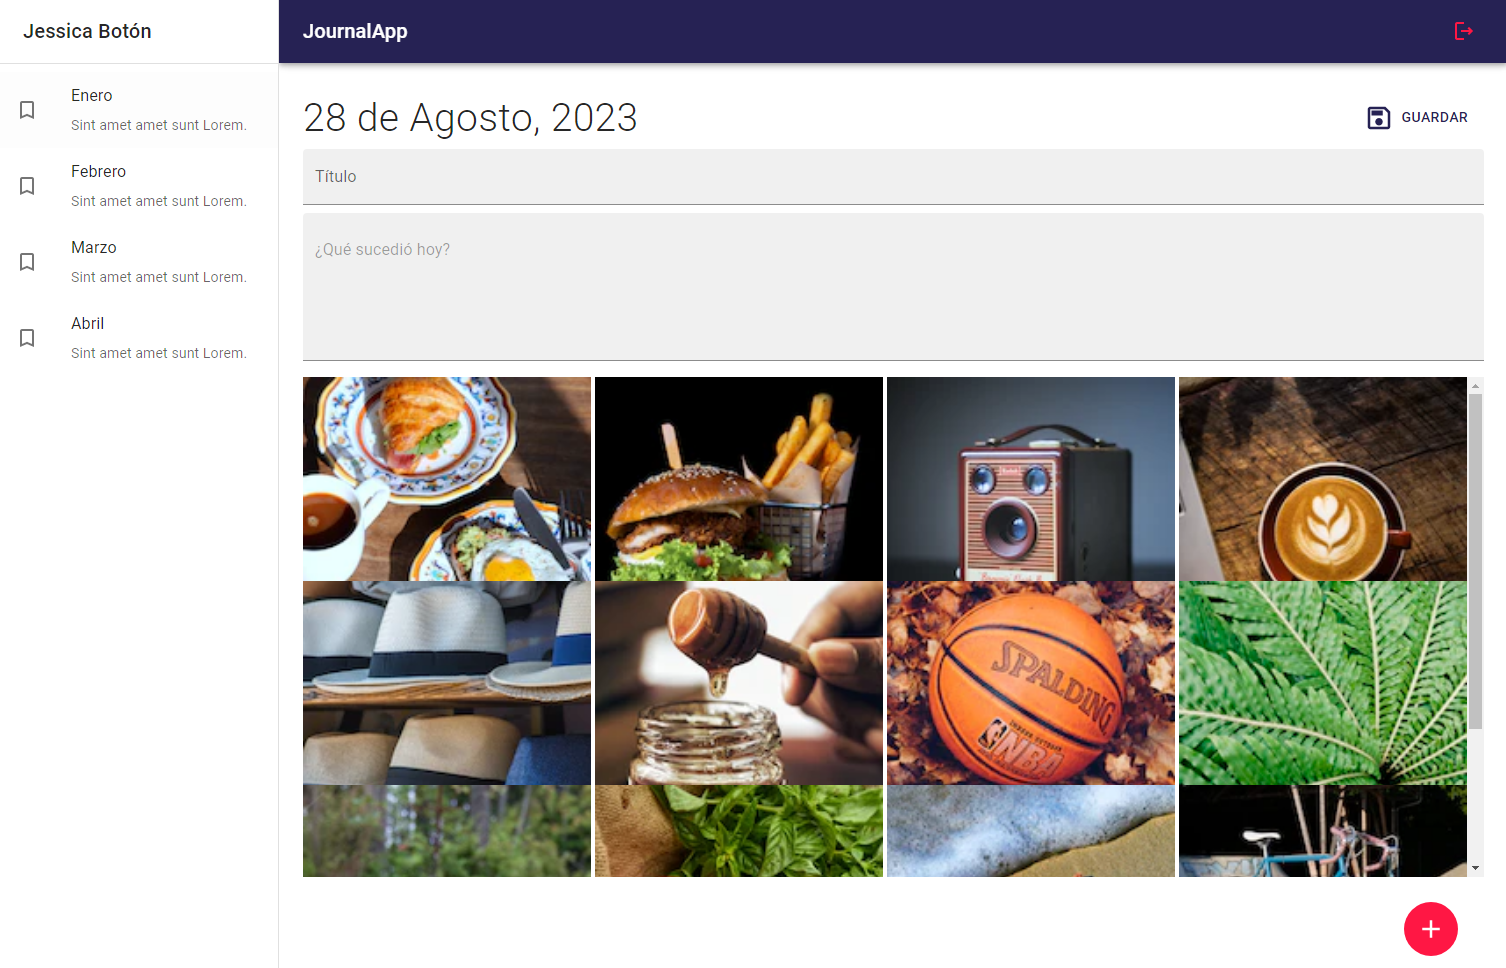 Jessica Botón
JournalApp
Enero
Sint amet amet sunt Lorem.
Febrero
Sint amet amet sunt Lorem.
Marzo
Sint amet amet sunt Lorem.
Abril
Sint amet amet sunt Lorem.
28 de Agosto, 2023
GUARDAR
Título
¿Qué sucedió hoy?
SPALDING
NBA